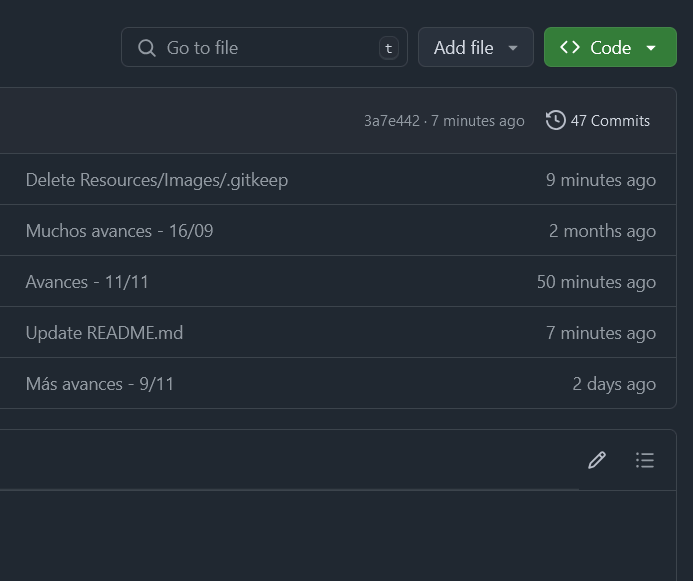 Go to file t Add file Code
3a7e442 · 7 minutes ago 47 Commits
Delete Resources/Images/.gitkeep 9 minutes ago
Muchos avances - 16/09 2 months ago
Avances - 11/11 50 minutes ago
Update README.md 7 minutes ago
Más avances - 9/11 2 days ago